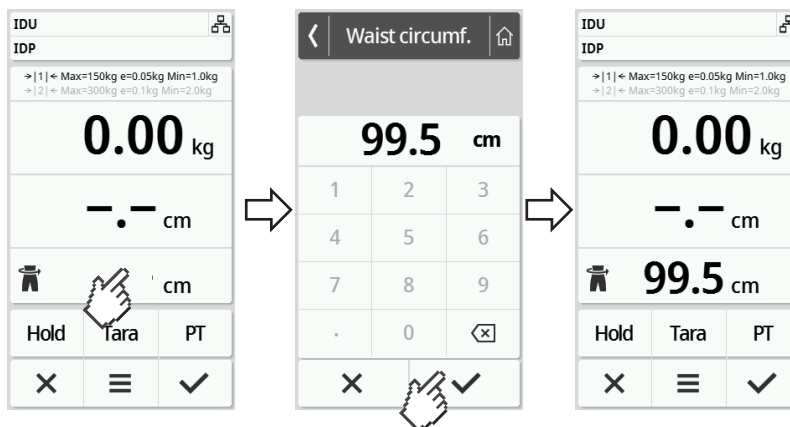 IDU
IDP
→|1|← Max=150kg e=0.05kg Min=1.0kg
→|2|← Max=300kg e=0.1kg Min=2.0kg
0.00 kg
–.– cm
cm
Hold Tara PT
Waist circumf.
99.5 cm
1 2 3
4 5 6
7 8 9
. 0
IDU
IDP
→|1|← Max=150kg e=0.05kg Min=1.0kg
→|2|← Max=300kg e=0.1kg Min=2.0kg
0.00 kg
–.– cm
99.5 cm
Hold Tara PT